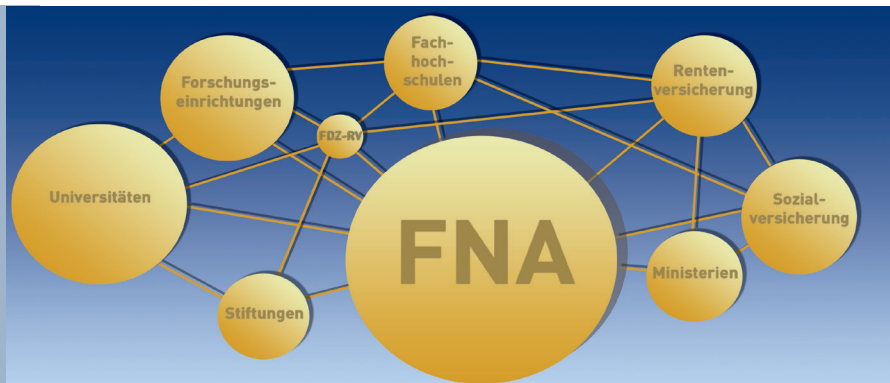 Fach-
hoch-
schulen
Forschungs-
einrichtungen
Renten-
versicherung
FDZ-RV
Universitäten
FNA
Sozial-
versicherung
Ministerien
Stiftungen